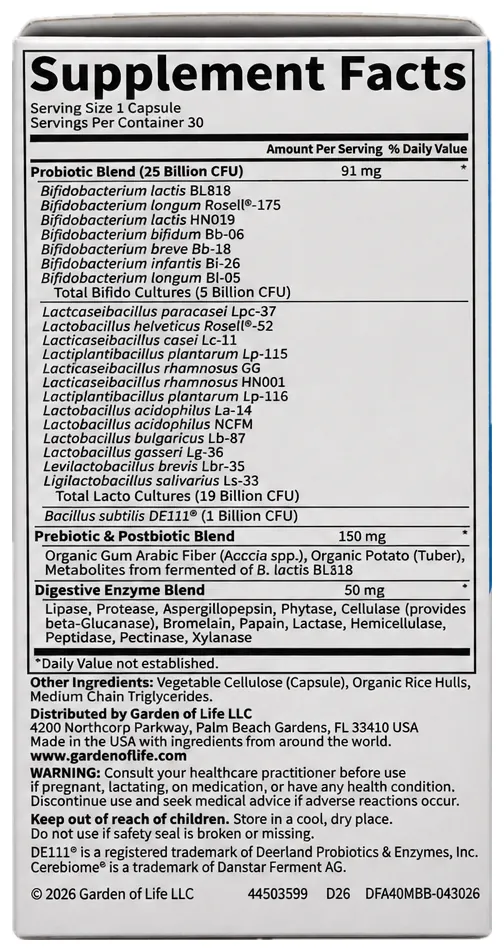 Supplement Facts
Serving Size 1 Capsule
Servings Per Container 30
Amount Per Serving % Daily Value
Probiotic Blend (25 Billion CFU) 91 mg *
Bifidobacterium lactis BL818
Bifidobacterium longum Rosell®-175
Bifidobacterium lactis HN019
Bifidobacterium bifidum Bb-06
Bifidobacterium breve Bb-18
Bifidobacterium infantis Bi-26
Bifidobacterium longum Bl-05
Total Bifido Cultures (5 Billion CFU)
Lactcaseibacillus paracasei Lpc-37
Lactobacillus helveticus Rosell®-52
Lacticaseibacillus casei Lc-11
Lactiplantibacillus plantarum Lp-115
Lacticaseibacillus rhamnosus GG
Lacticaseibacillus rhamnosus HN001
Lactiplantibacillus plantarum Lp-116
Lactobacillus acidophilus La-14
Lactobacillus acidophilus NCFM
Lactobacillus bulgaricus Lb-87
Lactobacillus gasseri Lg-36
Levilactobacillus brevis Lbr-35
Ligilactobacillus salivarius Ls-33
Total Lacto Cultures (19 Billion CFU)
Bacillus subtilis DE111® (1 Billion CFU)
Prebiotic & Postbiotic Blend 150 mg *
Organic Gum Arabic Fiber (Acccia spp.), Organic Potato (Tuber),
Metabolites from fermented of B. lactis BL818
Digestive Enzyme Blend 50 mg *
Lipase, Protease, Aspergillopepsin, Phytase, Cellulase (provides
beta-Glucanase), Bromelain, Papain, Lactase, Hemicellulase,
Peptidase, Pectinase, Xylanase
*Daily Value not established.
Other Ingredients: Vegetable Cellulose (Capsule), Organic Rice Hulls,
Medium Chain Triglycerides.
Distributed by Garden of Life LLC
4200 Northcorp Parkway, Palm Beach Gardens, FL 33410 USA
Made in the USA with ingredients from around the world.
www.gardenoflife.com
WARNING: Consult your healthcare practitioner before use
if pregnant, lactating, on medication, or have any health condition.
Discontinue use and seek medical advice if adverse reactions occur.
Keep out of reach of children. Store in a cool, dry place.
Do not use if safety seal is broken or missing.
DE111® is a registered trademark of Deerland Probiotics & Enzymes, Inc.
Cerebiome® is a trademark of Danstar Ferment AG.
© 2026 Garden of Life LLC 44503599 D26 DFA40MBB-043026